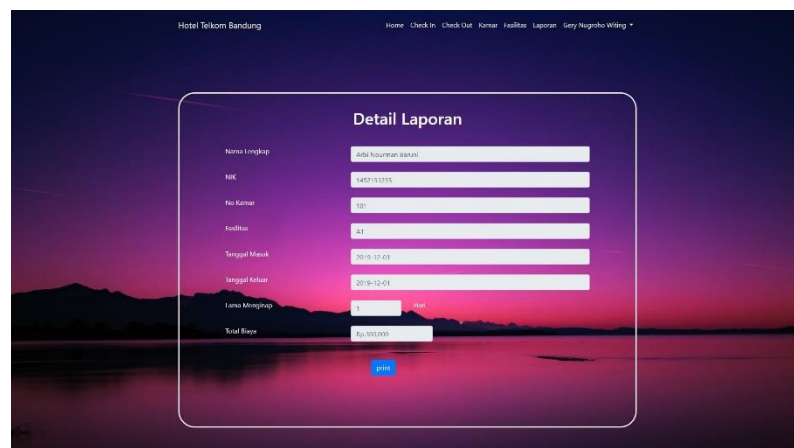 Hotel Telkom Bandung
Home Check In Check Out Kamar Fasilitas Laporan Gery Nugroho Witing
Detail Laporan
Nama Lengkap Arbi Nourman
NIK
No Kamar 101
Fasilitas A1
Tanggal Masuk 2019-12-01
Tanggal Keluar 2019-12-01
Lama Menginap 1 Hari
Total Biaya Rp.300,000
print